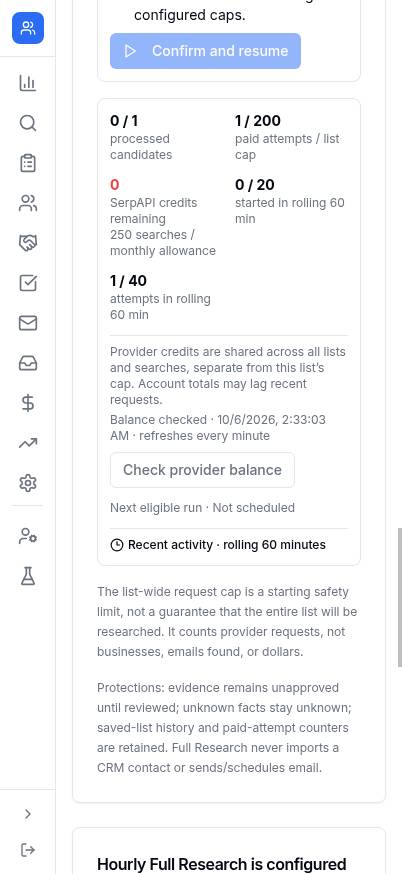 configured caps.
Confirm and resume
0 / 1
processed
candidates
1 / 200
paid attempts / list
cap
0
SerpAPI credits
remaining
250 searches /
monthly allowance
0 / 20
started in rolling 60
min
1 / 40
attempts in rolling
60 min
Provider credits are shared across all lists
and searches, separate from this list's
cap. Account totals may lag recent
requests.
Balance checked · 10/6/2026, 2:33:03
AM · refreshes every minute
Check provider balance
Next eligible run · Not scheduled
Recent activity · rolling 60 minutes
The list-wide request cap is a starting safety
limit, not a guarantee that the entire list will be
researched. It counts provider requests, not
businesses, emails found, or dollars.
Protections: evidence remains unapproved
until reviewed; unknown facts stay unknown;
saved-list history and paid-attempt counters
are retained. Full Research never imports a
CRM contact or sends/schedules email.
Hourly Full Research is configured